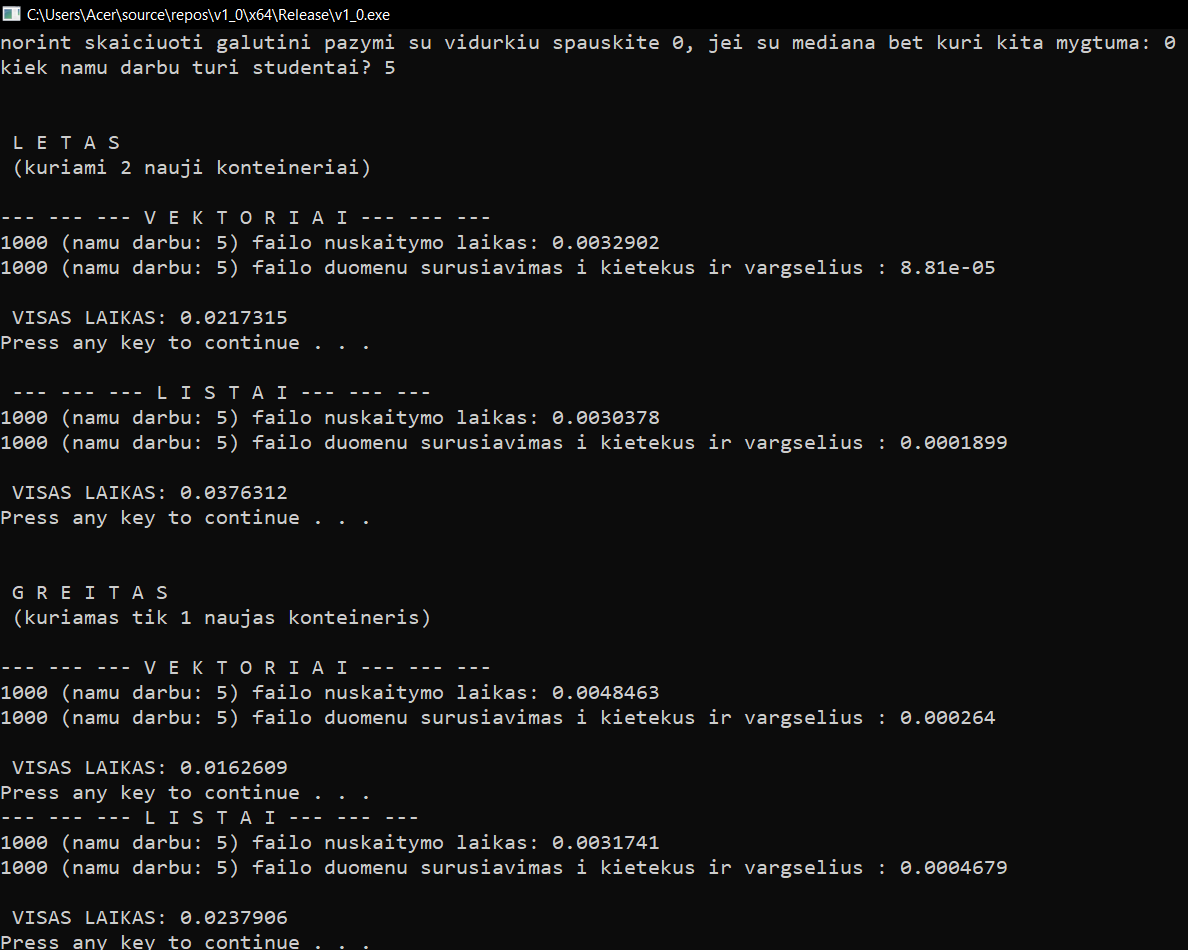 C:\Users\Acer\source\repos\v1_0\x64\Release\v1_0.exe
norint skaiciuoti galutini pazymi su vidurkiu spauskite 0, jei su mediana bet kuri kita mygtuma: 0
kiek namu darbu turi studentai? 5
L E T A S
(kuriami 2 nauji konteineriai)
--- --- --- V E K T O R I A I --- --- ---
1000 (namu darbu: 5) failo nuskaitymo laikas: 0.0032902
1000 (namu darbu: 5) failo duomenu surusiavimas i kietekus ir vargselius : 8.81e-05
VISAS LAIKAS: 0.0217315
Press any key to continue . . .
--- --- --- L I S T A I --- --- ---
1000 (namu darbu: 5) failo nuskaitymo laikas: 0.0030378
1000 (namu darbu: 5) failo duomenu surusiavimas i kietekus ir vargselius : 0.0001899
VISAS LAIKAS: 0.0376312
Press any key to continue . . .
G R E I T A S
(kuriamas tik 1 naujas konteineris)
--- --- --- V E K T O R I A I --- --- ---
1000 (namu darbu: 5) failo nuskaitymo laikas: 0.0048463
1000 (namu darbu: 5) failo duomenu surusiavimas i kietekus ir vargselius : 0.000264
VISAS LAIKAS: 0.0162609
Press any key to continue . . .
--- --- --- L I S T A I --- --- ---
1000 (namu darbu: 5) failo nuskaitymo laikas: 0.0031741
1000 (namu darbu: 5) failo duomenu surusiavimas i kietekus ir vargselius : 0.0004679
VISAS LAIKAS: 0.0237906
Press any key to continue . . .